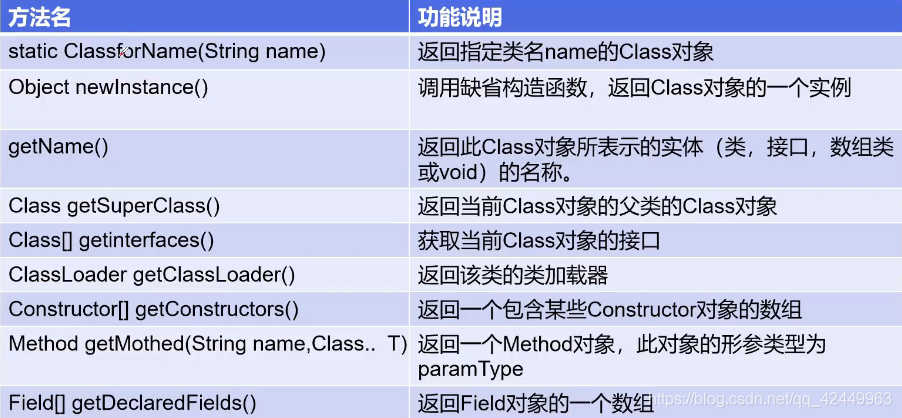 方法名 功能说明
static ClassforName(String name) 返回指定类名name的Class对象
Object newInstance() 调用缺省构造函数，返回Class对象的一个实例
getName() 返回此Class对象所表示的实体（类，接口，数组类
或void）的名称。
Class getSuperClass() 返回当前Class对象的父类的Class对象
Class[] getinterfaces() 获取当前Class对象的接口
ClassLoader getClassLoader() 返回该类的类加载器
Constructor[] getConstructors() 返回一个包含某些Constructor对象的数组
Method getMothed(String name,Class.. T) 返回一个Method对象，此对象的形参类型为
paramType
Field[] getDeclaredFields() 返回Field对象的一个数组
https://blog.csdn.net/qq_42449963